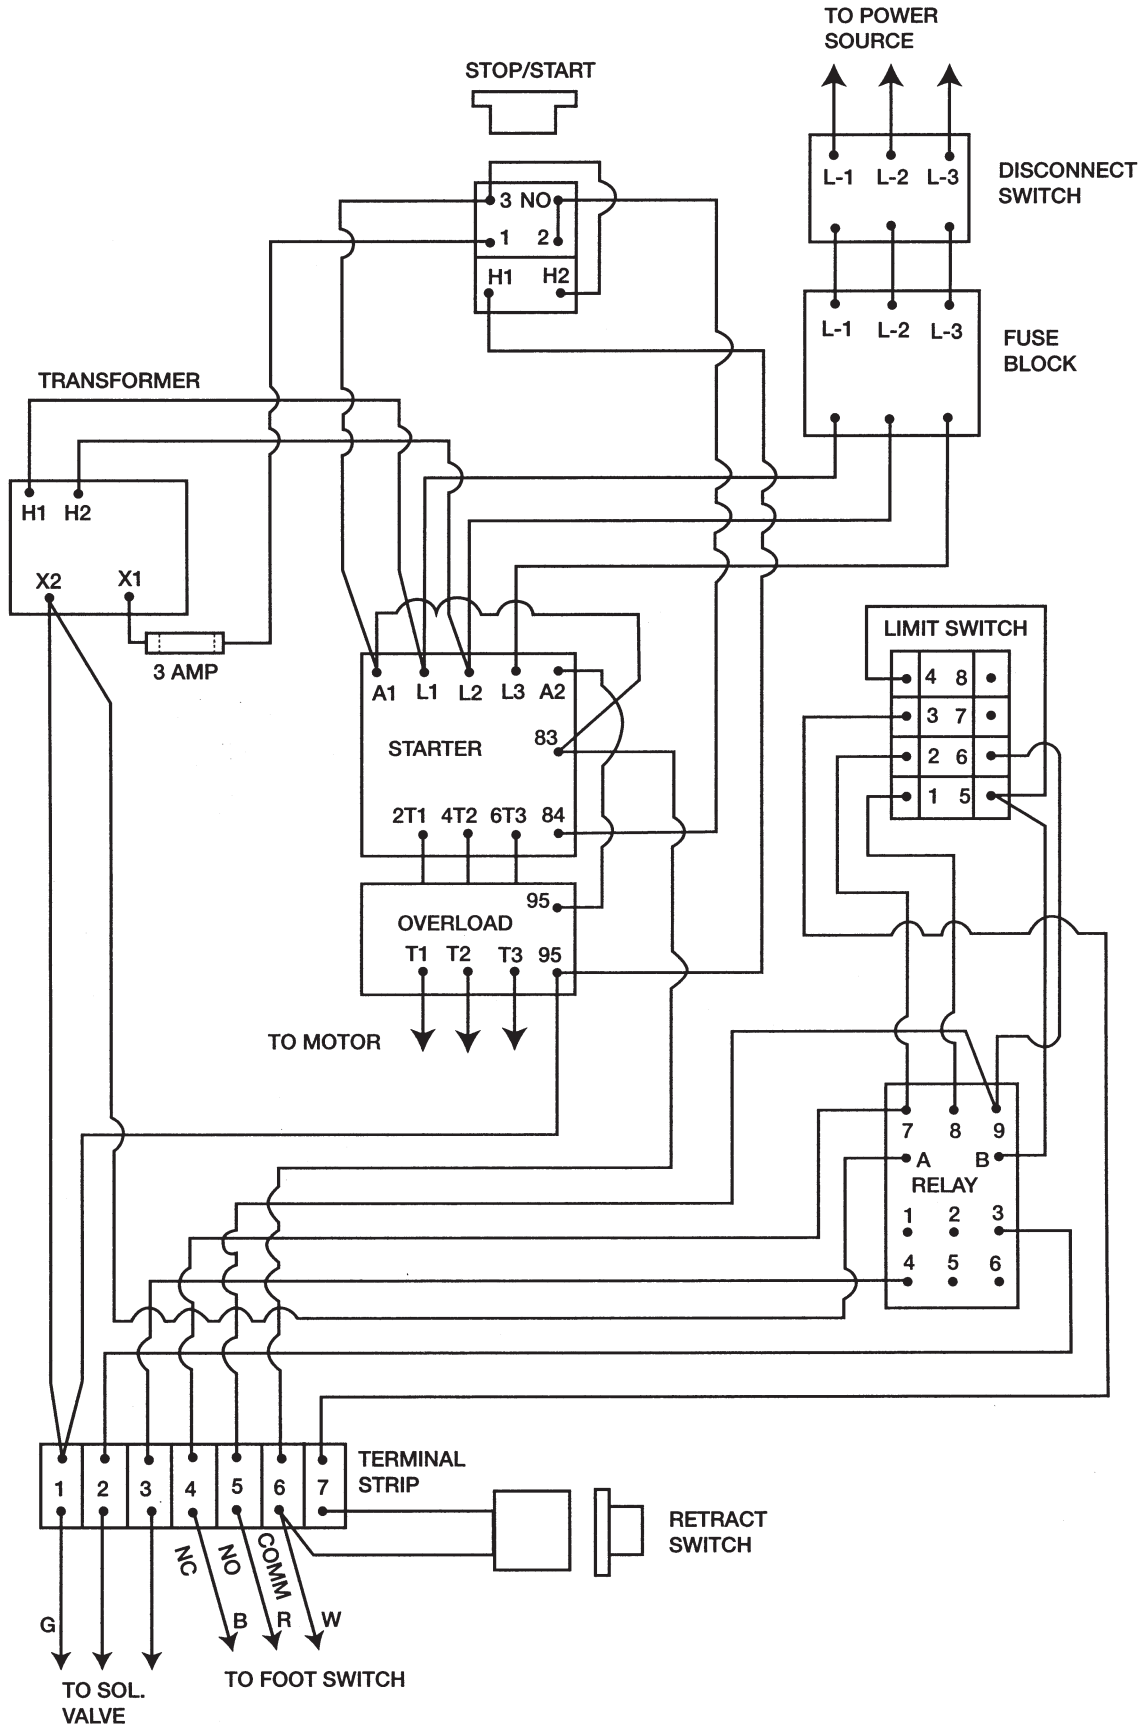 TO POWER
SOURCE
STOP/START
L-1 L-2 L-3
DISCONNECT
SWITCH
3 NO
1 2
H1 H2
L-1 L-2 L-3
FUSE
BLOCK
TRANSFORMER
H1 H2
X2 X1
3 AMP
LIMIT SWITCH
4 8
3 7
2 6
1 5
A1 L1 L2 L3 A2
83
STARTER
2T1 4T2 6T3 84
95
OVERLOAD
T1 T2 T3 95
TO MOTOR
7 8 9
A B
RELAY
1 2 3
4 5 6
TERMINAL
STRIP
1 2 3 4 5 6 7
RETRACT
SWITCH
NC NO COMM
G B R W
TO FOOT SWITCH
TO SOL.
VALVE